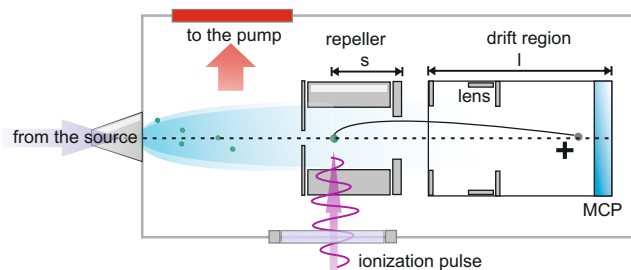 to the pump
repeller
drift region
s
l
lens
from the source
+
MCP
ionization pulse